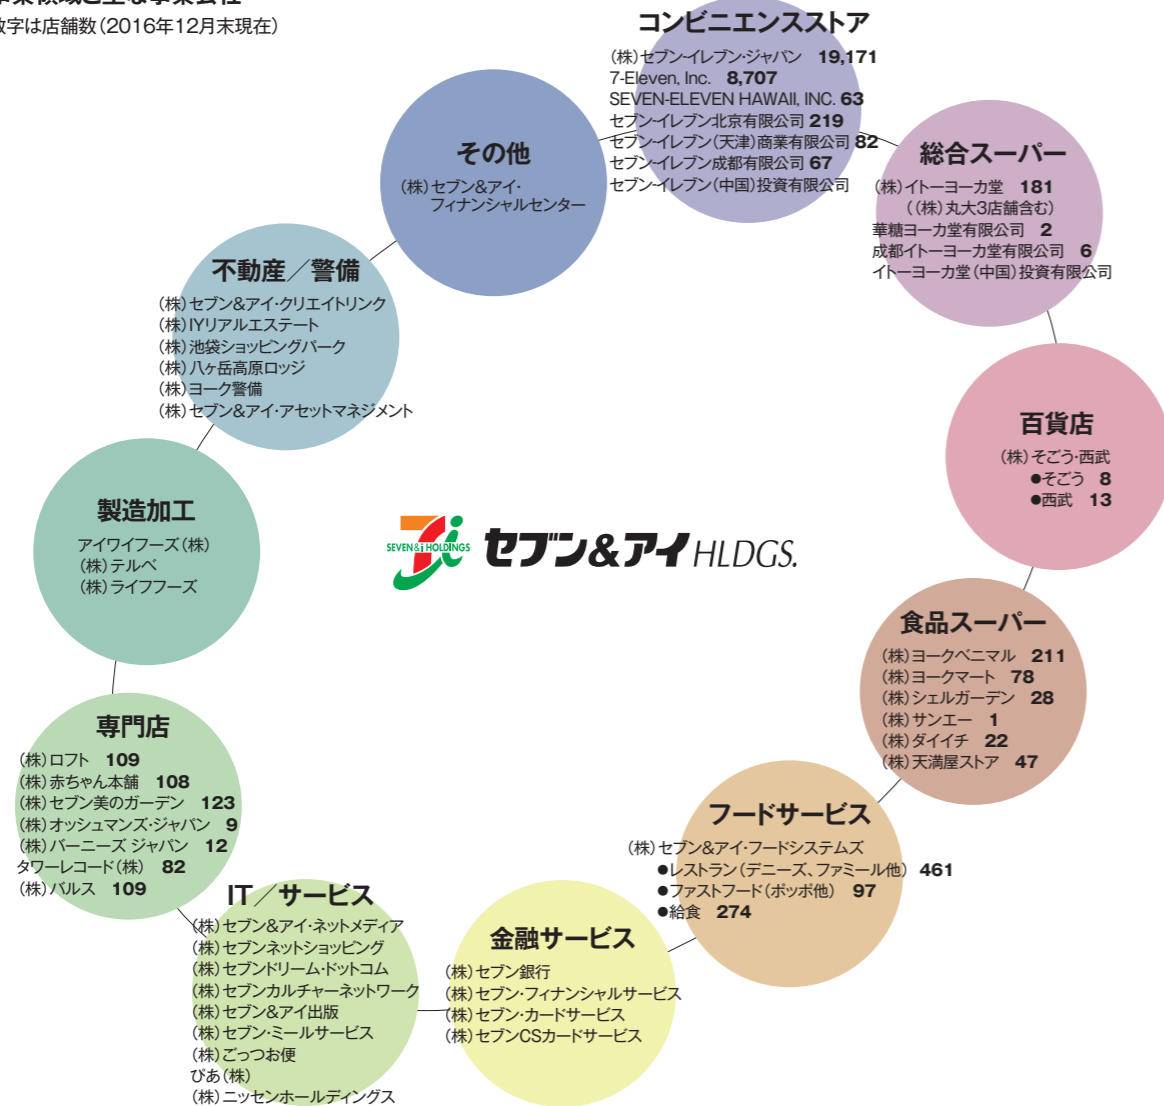 事業領域と主な事業会社
数字は店舗数(2016年12月末現在)
コンビニエンスストア
(株)セブン-イレブン・ジャパン 19,171
7-Eleven, Inc. 8,707
SEVEN-ELEVEN HAWAII, INC. 63
セブン-イレブン北京有限公司 219
セブン-イレブン(天津)商業有限公司 82
セブン-イレブン成都有限公司 67
セブン-イレブン(中国)投資有限公司
総合スーパー
(株)イトーヨーカ堂 181
((株)丸大3店舗含む)
華糖ヨーカ堂有限公司 2
成都イトーヨーカ堂有限公司 6
イトーヨーカ堂(中国)投資有限公司
百貨店
(株)そごう・西武
●そごう 8
●西武 13
食品スーパー
(株)ヨークベニマル 211
(株)ヨークマート 78
(株)シェルガーデン 28
(株)サンエー 1
(株)ダイイチ 22
(株)天満屋ストア 47
フードサービス
(株)セブン&アイ・フードシステムズ
●レストラン(デニーズ、ファミール他) 461
●ファストフード(ポッポ他) 97
●給食 274
金融サービス
(株)セブン銀行
(株)セブン・フィナンシャルサービス
(株)セブン・カードサービス
(株)セブンCSカードサービス
IT/サービス
(株)セブン&アイ・ネットメディア
(株)セブンネットショッピング
(株)セブンドリーム・ドットコム
(株)セブンカルチャーネットワーク
(株)セブン&アイ出版
(株)セブン・ミールサービス
(株)ごっつお便
ぴあ(株)
(株)ニッセンホールディングス
専門店
(株)ロフト 109
(株)赤ちゃん本舗 108
(株)セブン美のガーデン 123
(株)オッシュマンズ・ジャパン 9
(株)バーニーズ ジャパン 12
タワーレコード(株) 82
(株)バルス 109
製造加工
アイワイフーズ(株)
(株)テルベ
(株)ライフフーズ
不動産/警備
(株)セブン&アイ・クリエイトリンク
(株)IYリアルエステート
(株)池袋ショッピングパーク
(株)八ヶ岳高原ロッジ
(株)ヨーク警備
(株)セブン&アイ・アセットマネジメント
その他
(株)セブン&アイ・
フィナンシャルセンター
SEVEN&i HOLDINGS
セブン&アイ HLDGS.